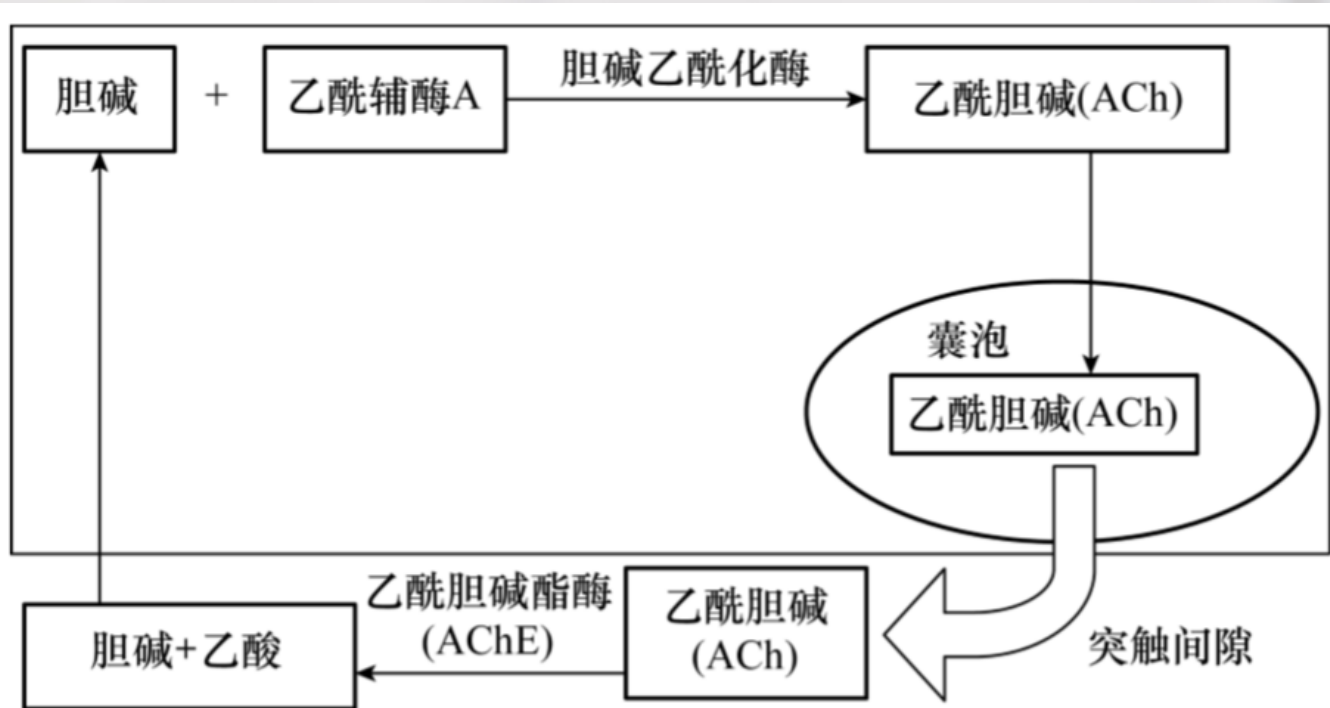 胆碱 + 乙酰辅酶A 胆碱乙酰化酶 乙酰胆碱(ACh)
囊泡
乙酰胆碱(ACh)
乙酰胆碱酯酶
(AChE)
乙酰胆碱
(ACh)
突触间隙
胆碱+乙酸